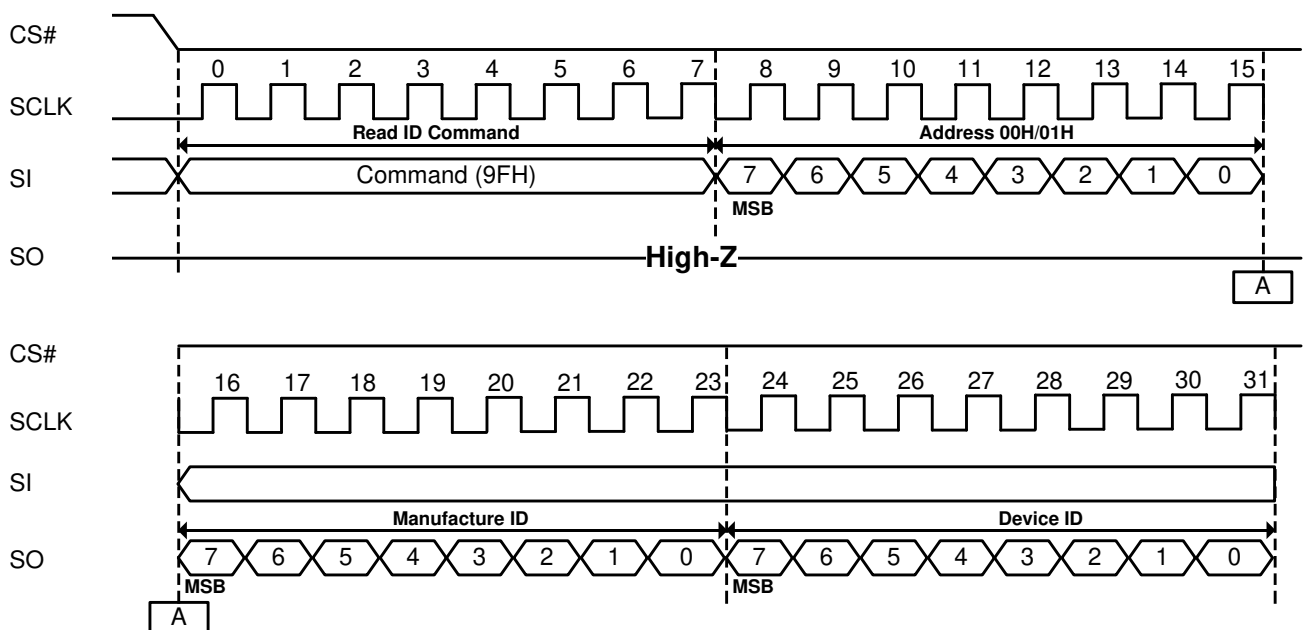 CS#
0 1 2 3 4 5 6 7 8 9 10 11 12 13 14 15
SCLK
Read ID Command Address 00H/01H
SI Command (9FH) 7 6 5 4 3 2 1 0
MSB
SO High-Z
A
CS#
16 17 18 19 20 21 22 23 24 25 26 27 28 29 30 31
SCLK
SI
Manufacture ID Device ID
SO 7 6 5 4 3 2 1 0 7 6 5 4 3 2 1 0
MSB MSB
A